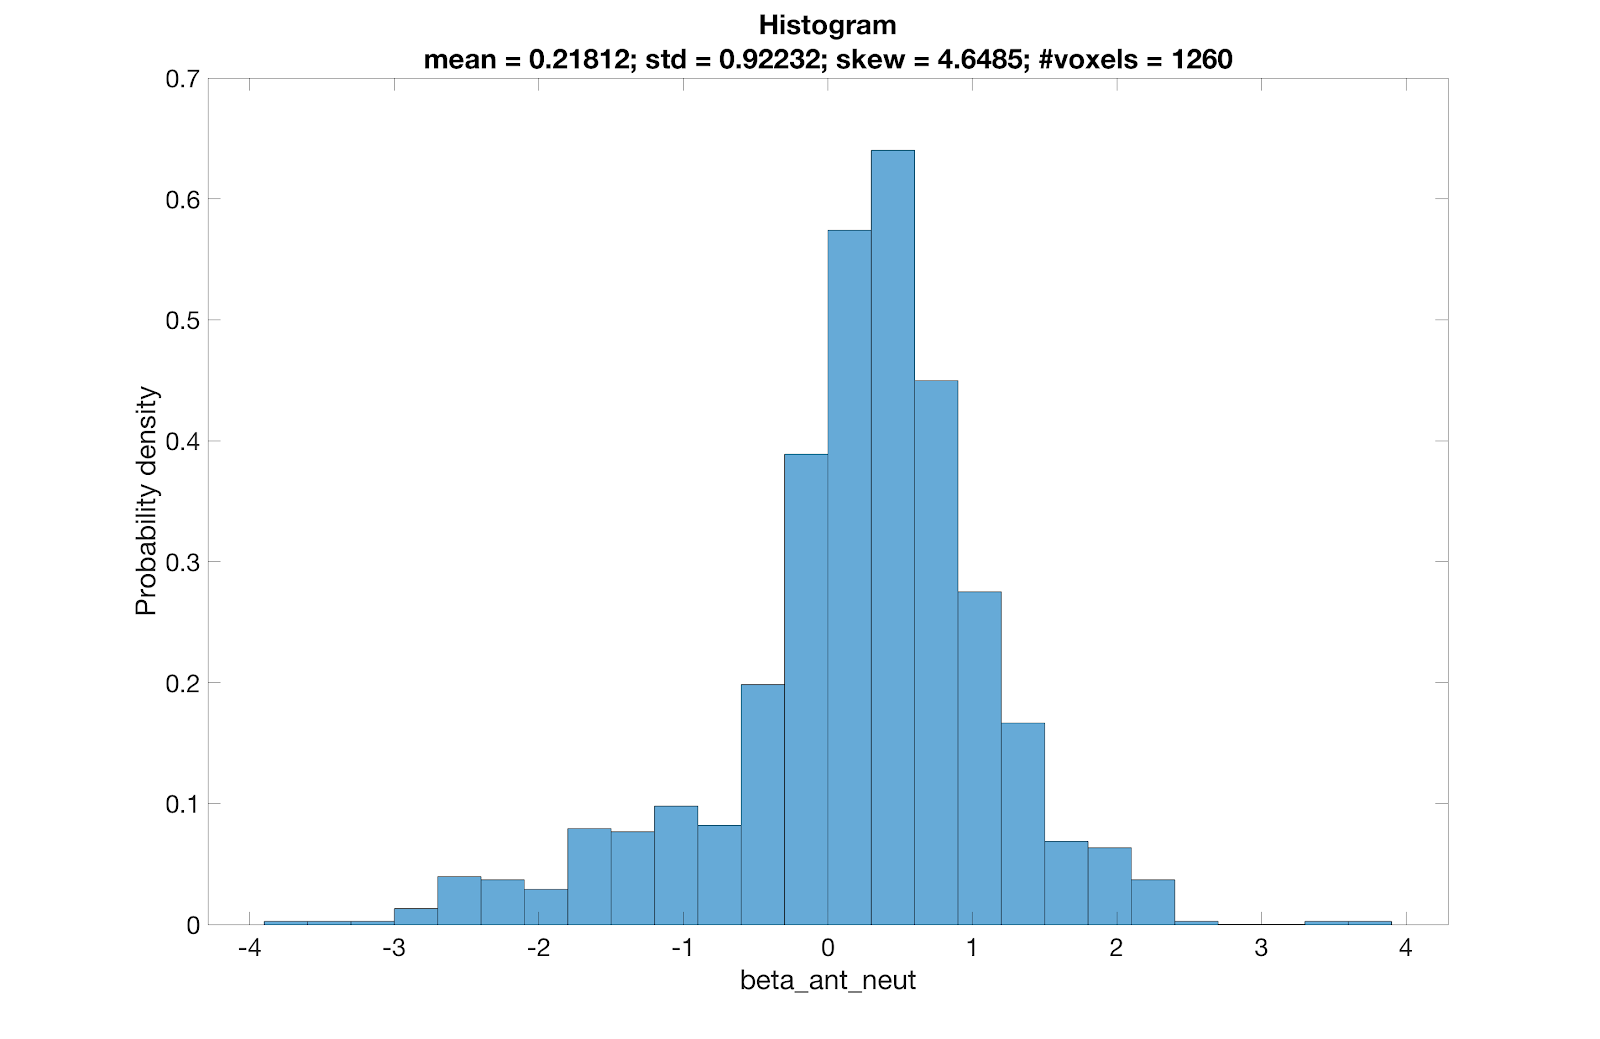 Histogram
mean = 0.21812; std = 0.92232; skew = 4.6485; #voxels = 1260
0.7
0.6
0.5
0.4
0.3
0.2
0.1
0
Probability density
-4 -3 -2 -1 0 1 2 3 4
beta_ant_neut